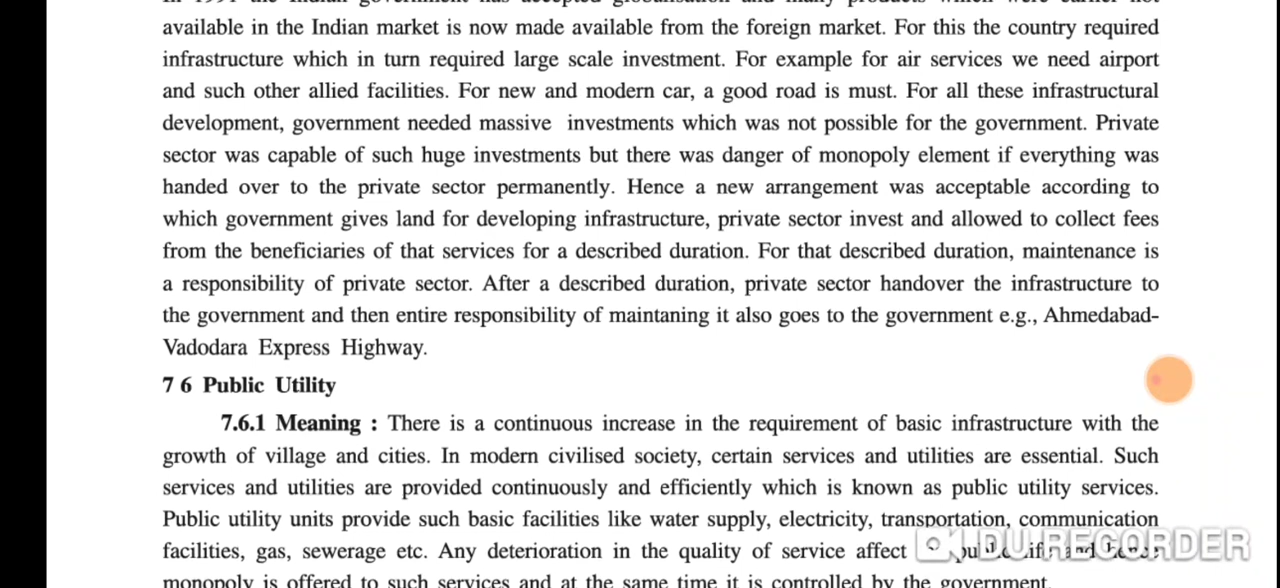 In 1991 the Indian government has accepted globalisation and many products which were earlier not
available in the Indian market is now made available from the foreign market. For this the country required
infrastructure which in turn required large scale investment. For example for air services we need airport
and such other allied facilities. For new and modern car, a good road is must. For all these infrastructural
development, government needed massive investments which was not possible for the government. Private
sector was capable of such huge investments but there was danger of monopoly element if everything was
handed over to the private sector permanently. Hence a new arrangement was acceptable according to
which government gives land for developing infrastructure, private sector invest and allowed to collect fees
from the beneficiaries of that services for a described duration. For that described duration, maintenance is
a responsibility of private sector. After a described duration, private sector handover the infrastructure to
the government and then entire responsibility of maintaning it also goes to the government e.g., Ahmedabad-
Vadodara Express Highway.
7 6 Public Utility
7.6.1 Meaning : There is a continuous increase in the requirement of basic infrastructure with the
growth of village and cities. In modern civilised society, certain services and utilities are essential. Such
services and utilities are provided continuously and efficiently which is known as public utility services.
Public utility units provide such basic facilities like water supply, electricity, transportation, communication
facilities, gas, sewerage etc. Any deterioration in the quality of service affect
DU RECORDER
monopoly is offered to such services and at the same time it is controlled by the government.